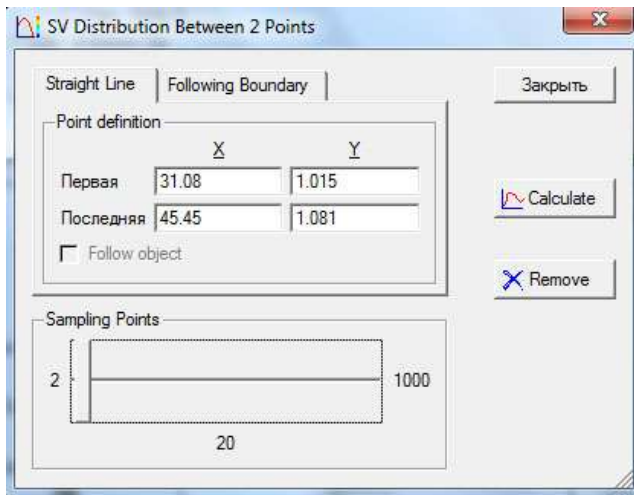 SV Distribution Between 2 Points
Straight Line Following Boundary
Закрыть
Point definition
X Y
Первая 31.08 1.015
Calculate
Последняя 45.45 1.081
Follow object
Remove
Sampling Points
2 1000
20